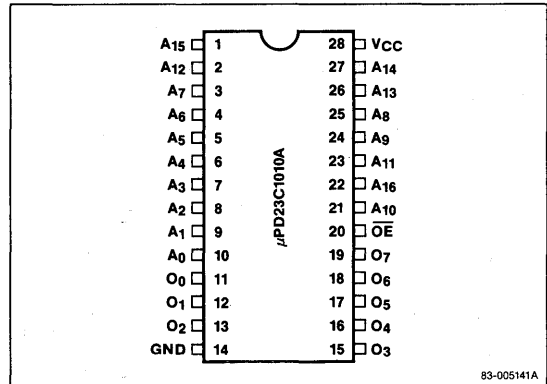 A15 1 28 VCC
A12 2 27 A14
A7 3 26 A13
A6 4 25 A8
A5 5 24 A9
A4 6 23 A11
A3 7 22 A16
A2 8 21 A10
A1 9 20 O̅E̅
A0 10 19 O7
O0 11 18 O6
O1 12 17 O5
O2 13 16 O4
GND 14 15 O3
μPD23C1010A
83-005141A